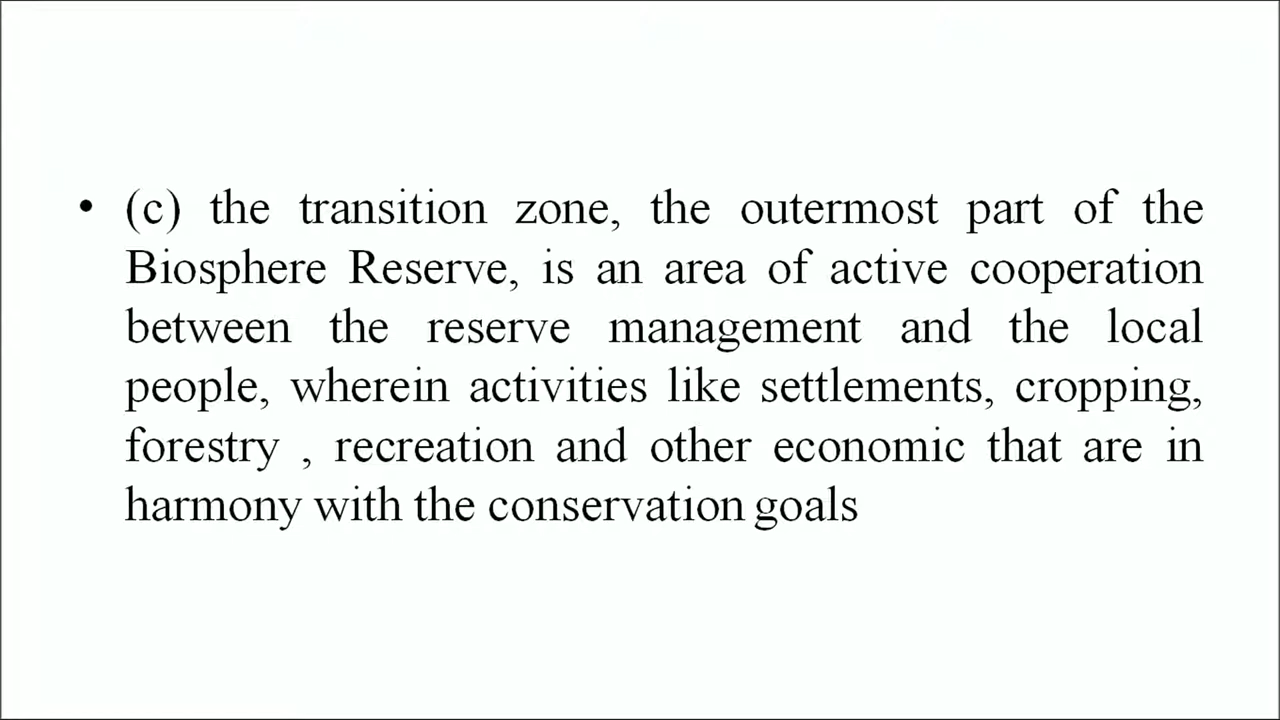 • (c) the transition zone, the outermost part of the
Biosphere Reserve, is an area of active cooperation
between the reserve management and the local
people, wherein activities like settlements, cropping,
forestry , recreation and other economic that are in
harmony with the conservation goals